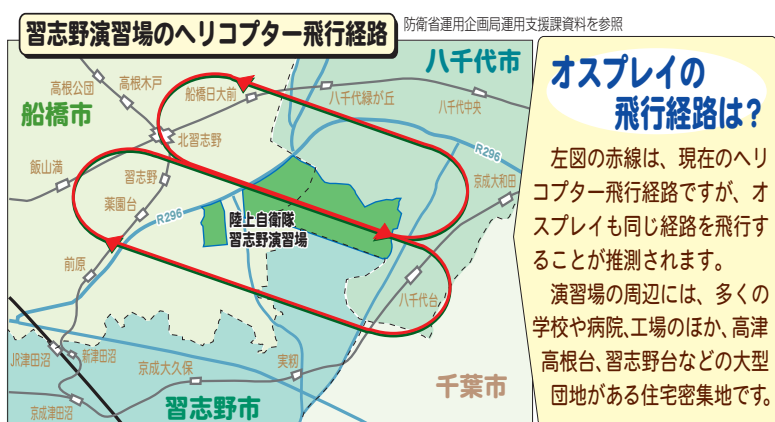 習志野演習場のヘリコプター飛行経路
防衛省運用企画局運用支援課資料を参照
八千代市
高根公団
高根木戸
船橋日大前
八千代緑が丘
八千代中央
船橋市
北習志野
R296
飯山満
習志野
京成大和田
薬園台
R296
陸上自衛隊
習志野演習場
前原
八千代台
JR津田沼
新津田沼
京成大久保
実籾
千葉市
京成津田沼
習志野市
オスプレイの
飛行経路は?
左図の赤線は、現在のヘリ
コプター飛行経路ですが、オ
スプレイも同じ経路を飛行す
ることが推測されます。
演習場の周辺には、多くの
学校や病院、工場のほか、高津
高根台、習志野台などの大型
団地がある住宅密集地です。